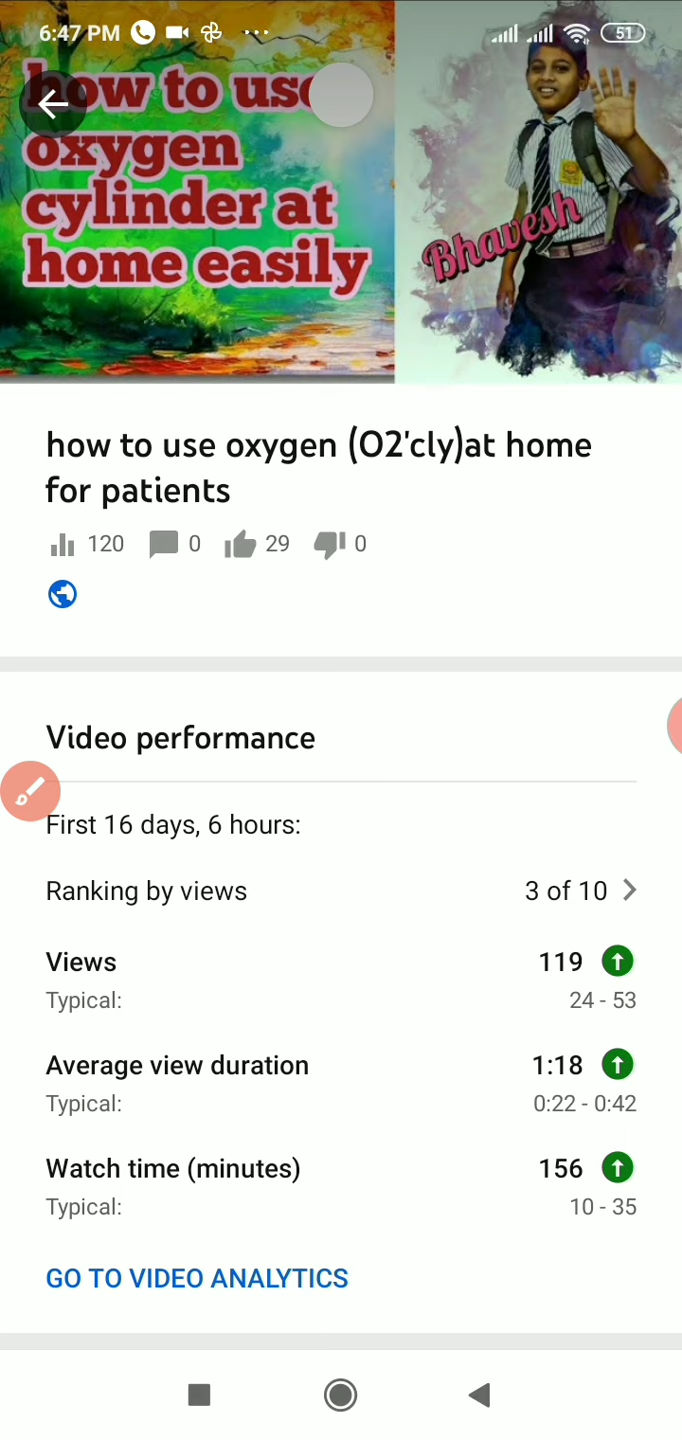 6:47 PM
51
how to use
oxygen
cylinder at
home easily
Bhavesh
how to use oxygen (O2'cly)at home
for patients
120 0 29 0
Video performance
First 16 days, 6 hours:
Ranking by views 3 of 10
Views 119
Typical: 24 - 53
Average view duration 1:18
Typical: 0:22 - 0:42
Watch time (minutes) 156
Typical: 10 - 35
GO TO VIDEO ANALYTICS